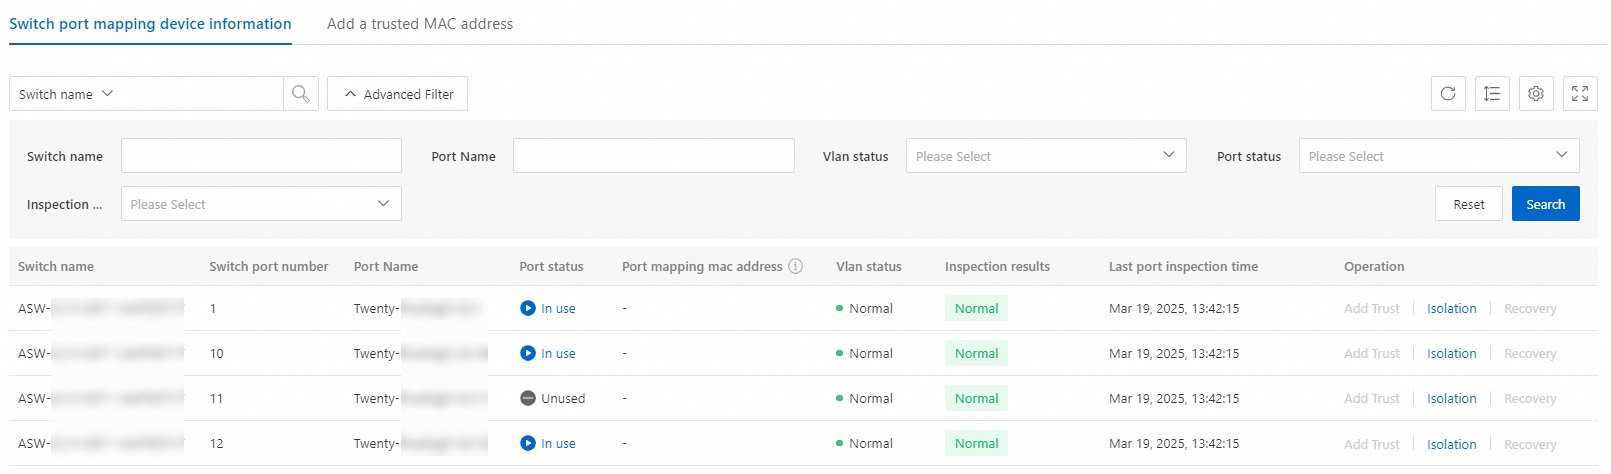 Switch port mapping device information Add a trusted MAC address
Switch name Advanced Filter
Switch name Port Name Vlan status Please Select Port status Please Select
Inspection ... Please Select Reset Search
Switch name Switch port number Port Name Port status Port mapping mac address Vlan status Inspection results Last port inspection time Operation
ASW- 1 Twenty- In use - Normal Normal Mar 19, 2025, 13:42:15 Add Trust Isolation Recovery
ASW- 10 Twenty- In use - Normal Normal Mar 19, 2025, 13:42:15 Add Trust Isolation Recovery
ASW- 11 Twenty- Unused - Normal Normal Mar 19, 2025, 13:42:15 Add Trust Isolation Recovery
ASW- 12 Twenty- In use - Normal Normal Mar 19, 2025, 13:42:15 Add Trust Isolation Recovery